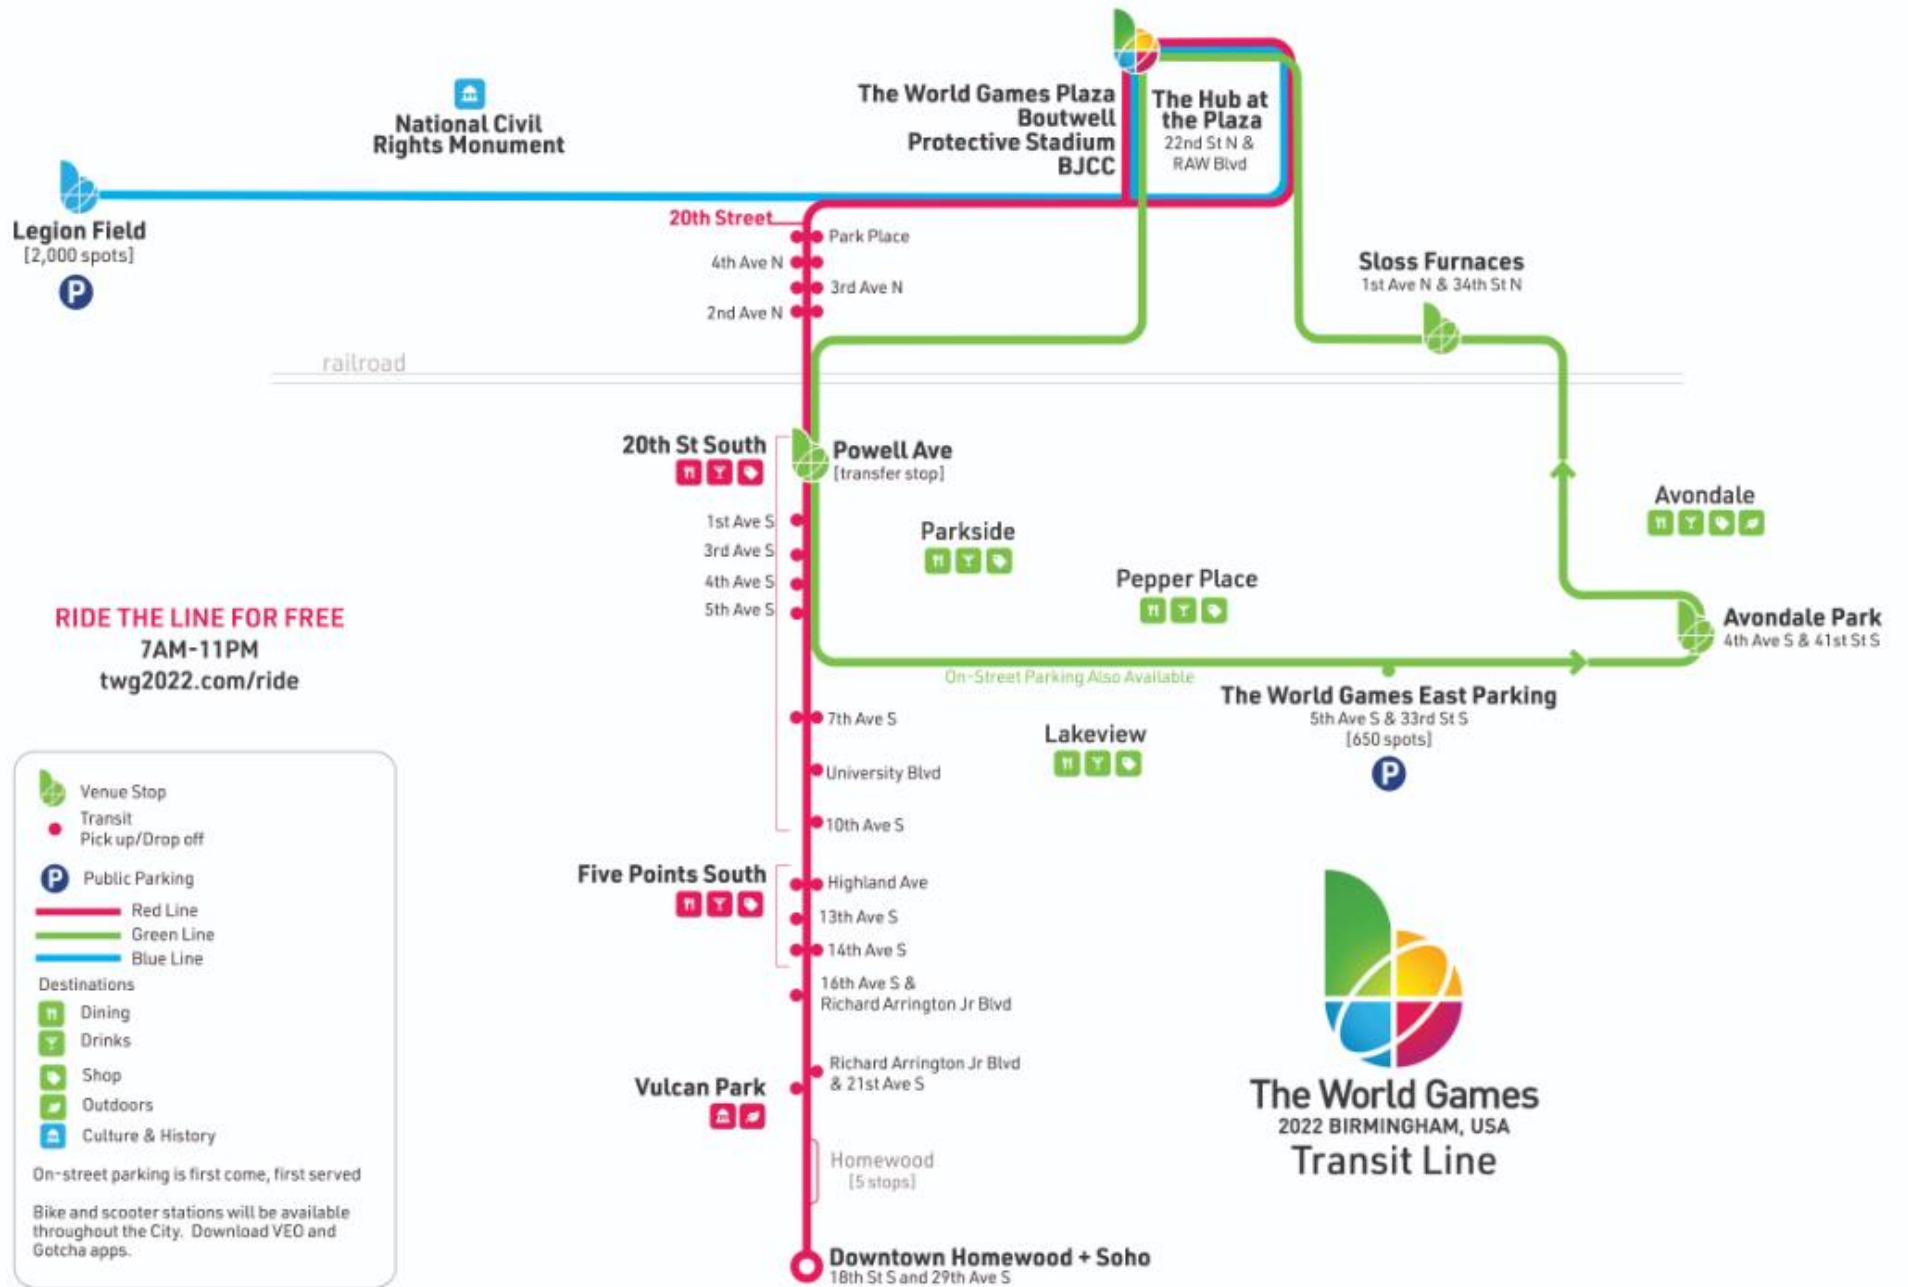 National Civil
Rights Monument
Legion Field
[2,000 spots]
P
The World Games Plaza
Boutwell
Protective Stadium
BJCC
The Hub at
the Plaza
22nd St N &
RAW Blvd
20th Street
Park Place
4th Ave N
3rd Ave N
2nd Ave N
Sloss Furnaces
1st Ave N & 34th St N
railroad
20th St South
Powell Ave
[transfer stop]
1st Ave S
3rd Ave S
4th Ave S
5th Ave S
Parkside
Pepper Place
Avondale
Avondale Park
4th Ave S & 41st St S
On-Street Parking Also Available
The World Games East Parking
5th Ave S & 33rd St S
[650 spots]
P
Lakeview
7th Ave S
University Blvd
10th Ave S
Five Points South
Highland Ave
13th Ave S
14th Ave S
16th Ave S &
Richard Arrington Jr Blvd
Richard Arrington Jr Blvd
& 21st Ave S
Vulcan Park
Homewood
[5 stops]
Downtown Homewood + Soho
18th St S and 29th Ave S
RIDE THE LINE FOR FREE
7AM-11PM
twg2022.com/ride
Venue Stop
Transit
Pick up/Drop off
P Public Parking
Red Line
Green Line
Blue Line
Destinations
Dining
Drinks
Shop
Outdoors
Culture & History
On-street parking is first come, first served
Bike and scooter stations will be available
throughout the City. Download VEO and
Gotcha apps.
The World Games
2022 BIRMINGHAM, USA
Transit Line